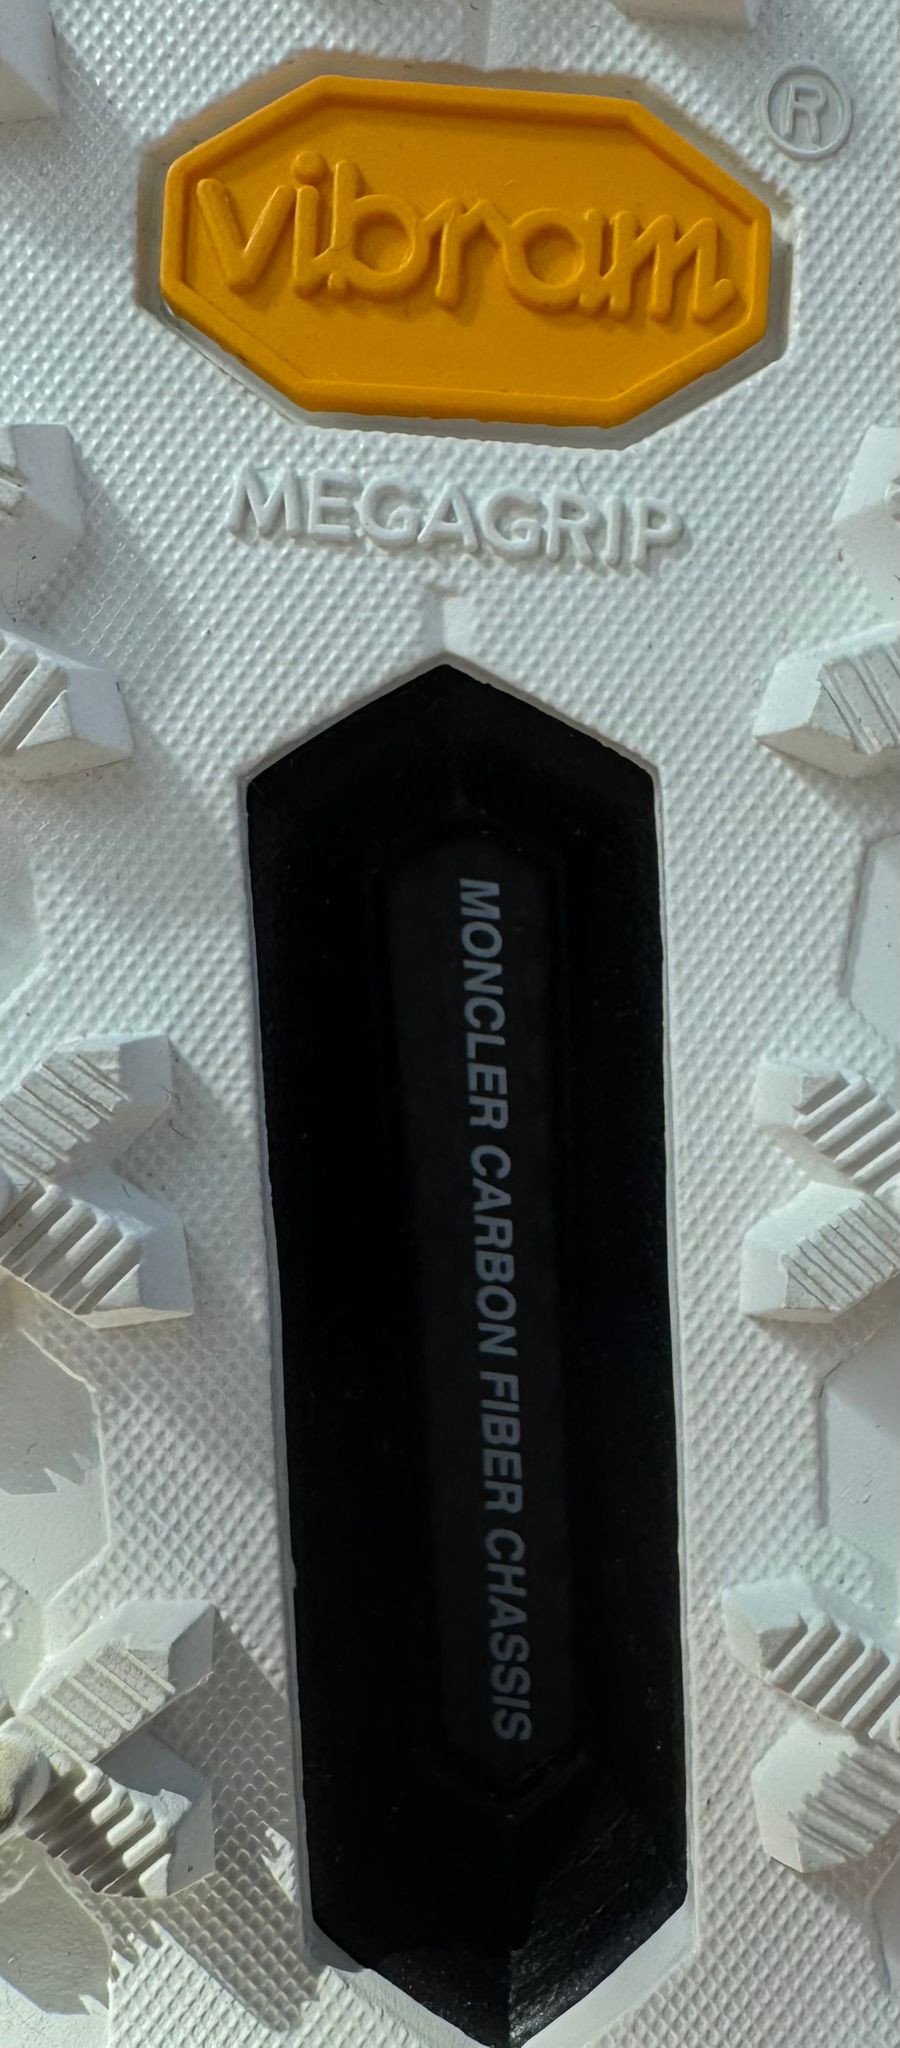 vibram ®
MEGAGRIP
MONCLER CARBON FIBER CHASSIS